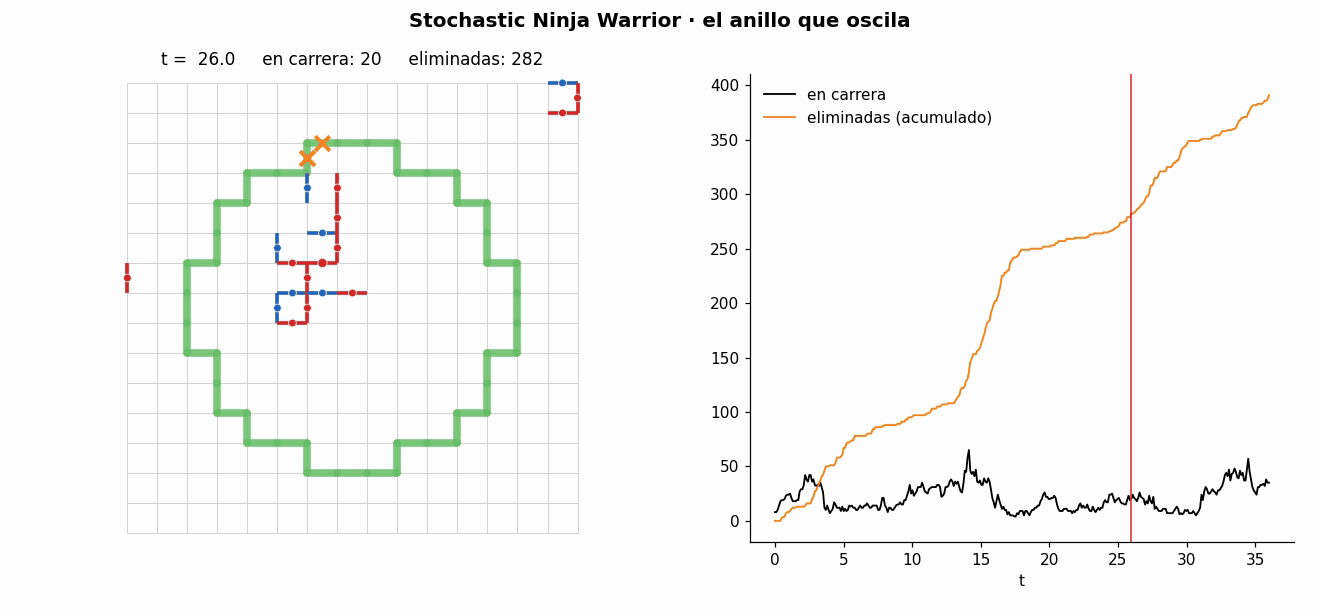 Stochastic Ninja Warrior · el anillo que oscila
t = 26.0 en carrera: 20 eliminadas: 282
en carrera
eliminadas (acumulado)
400
350
300
250
200
150
100
50
0
0 5 10 15 20 25 30 35
t